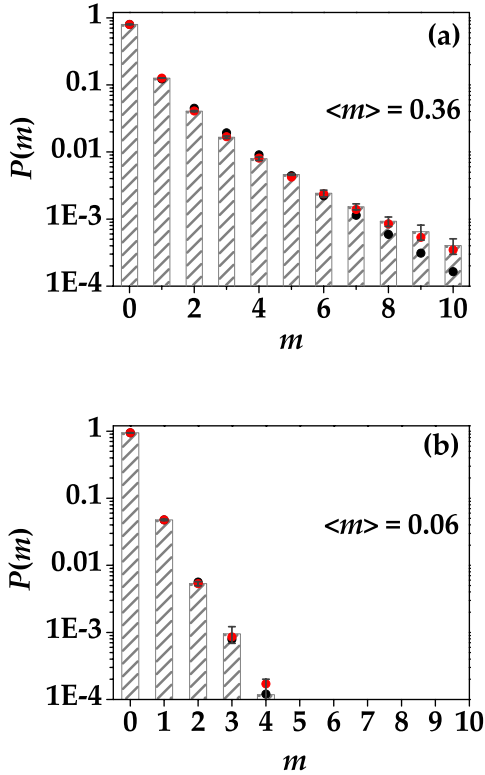 1
(a)
0.1
<m> = 0.36
P(m)
0.01
1E-3
1E-4
0 2 4 6 8 10
m
1
(b)
0.1
<m> = 0.06
P(m)
0.01
1E-3
1E-4
0 1 2 3 4 5 6 7 8 9 10
m